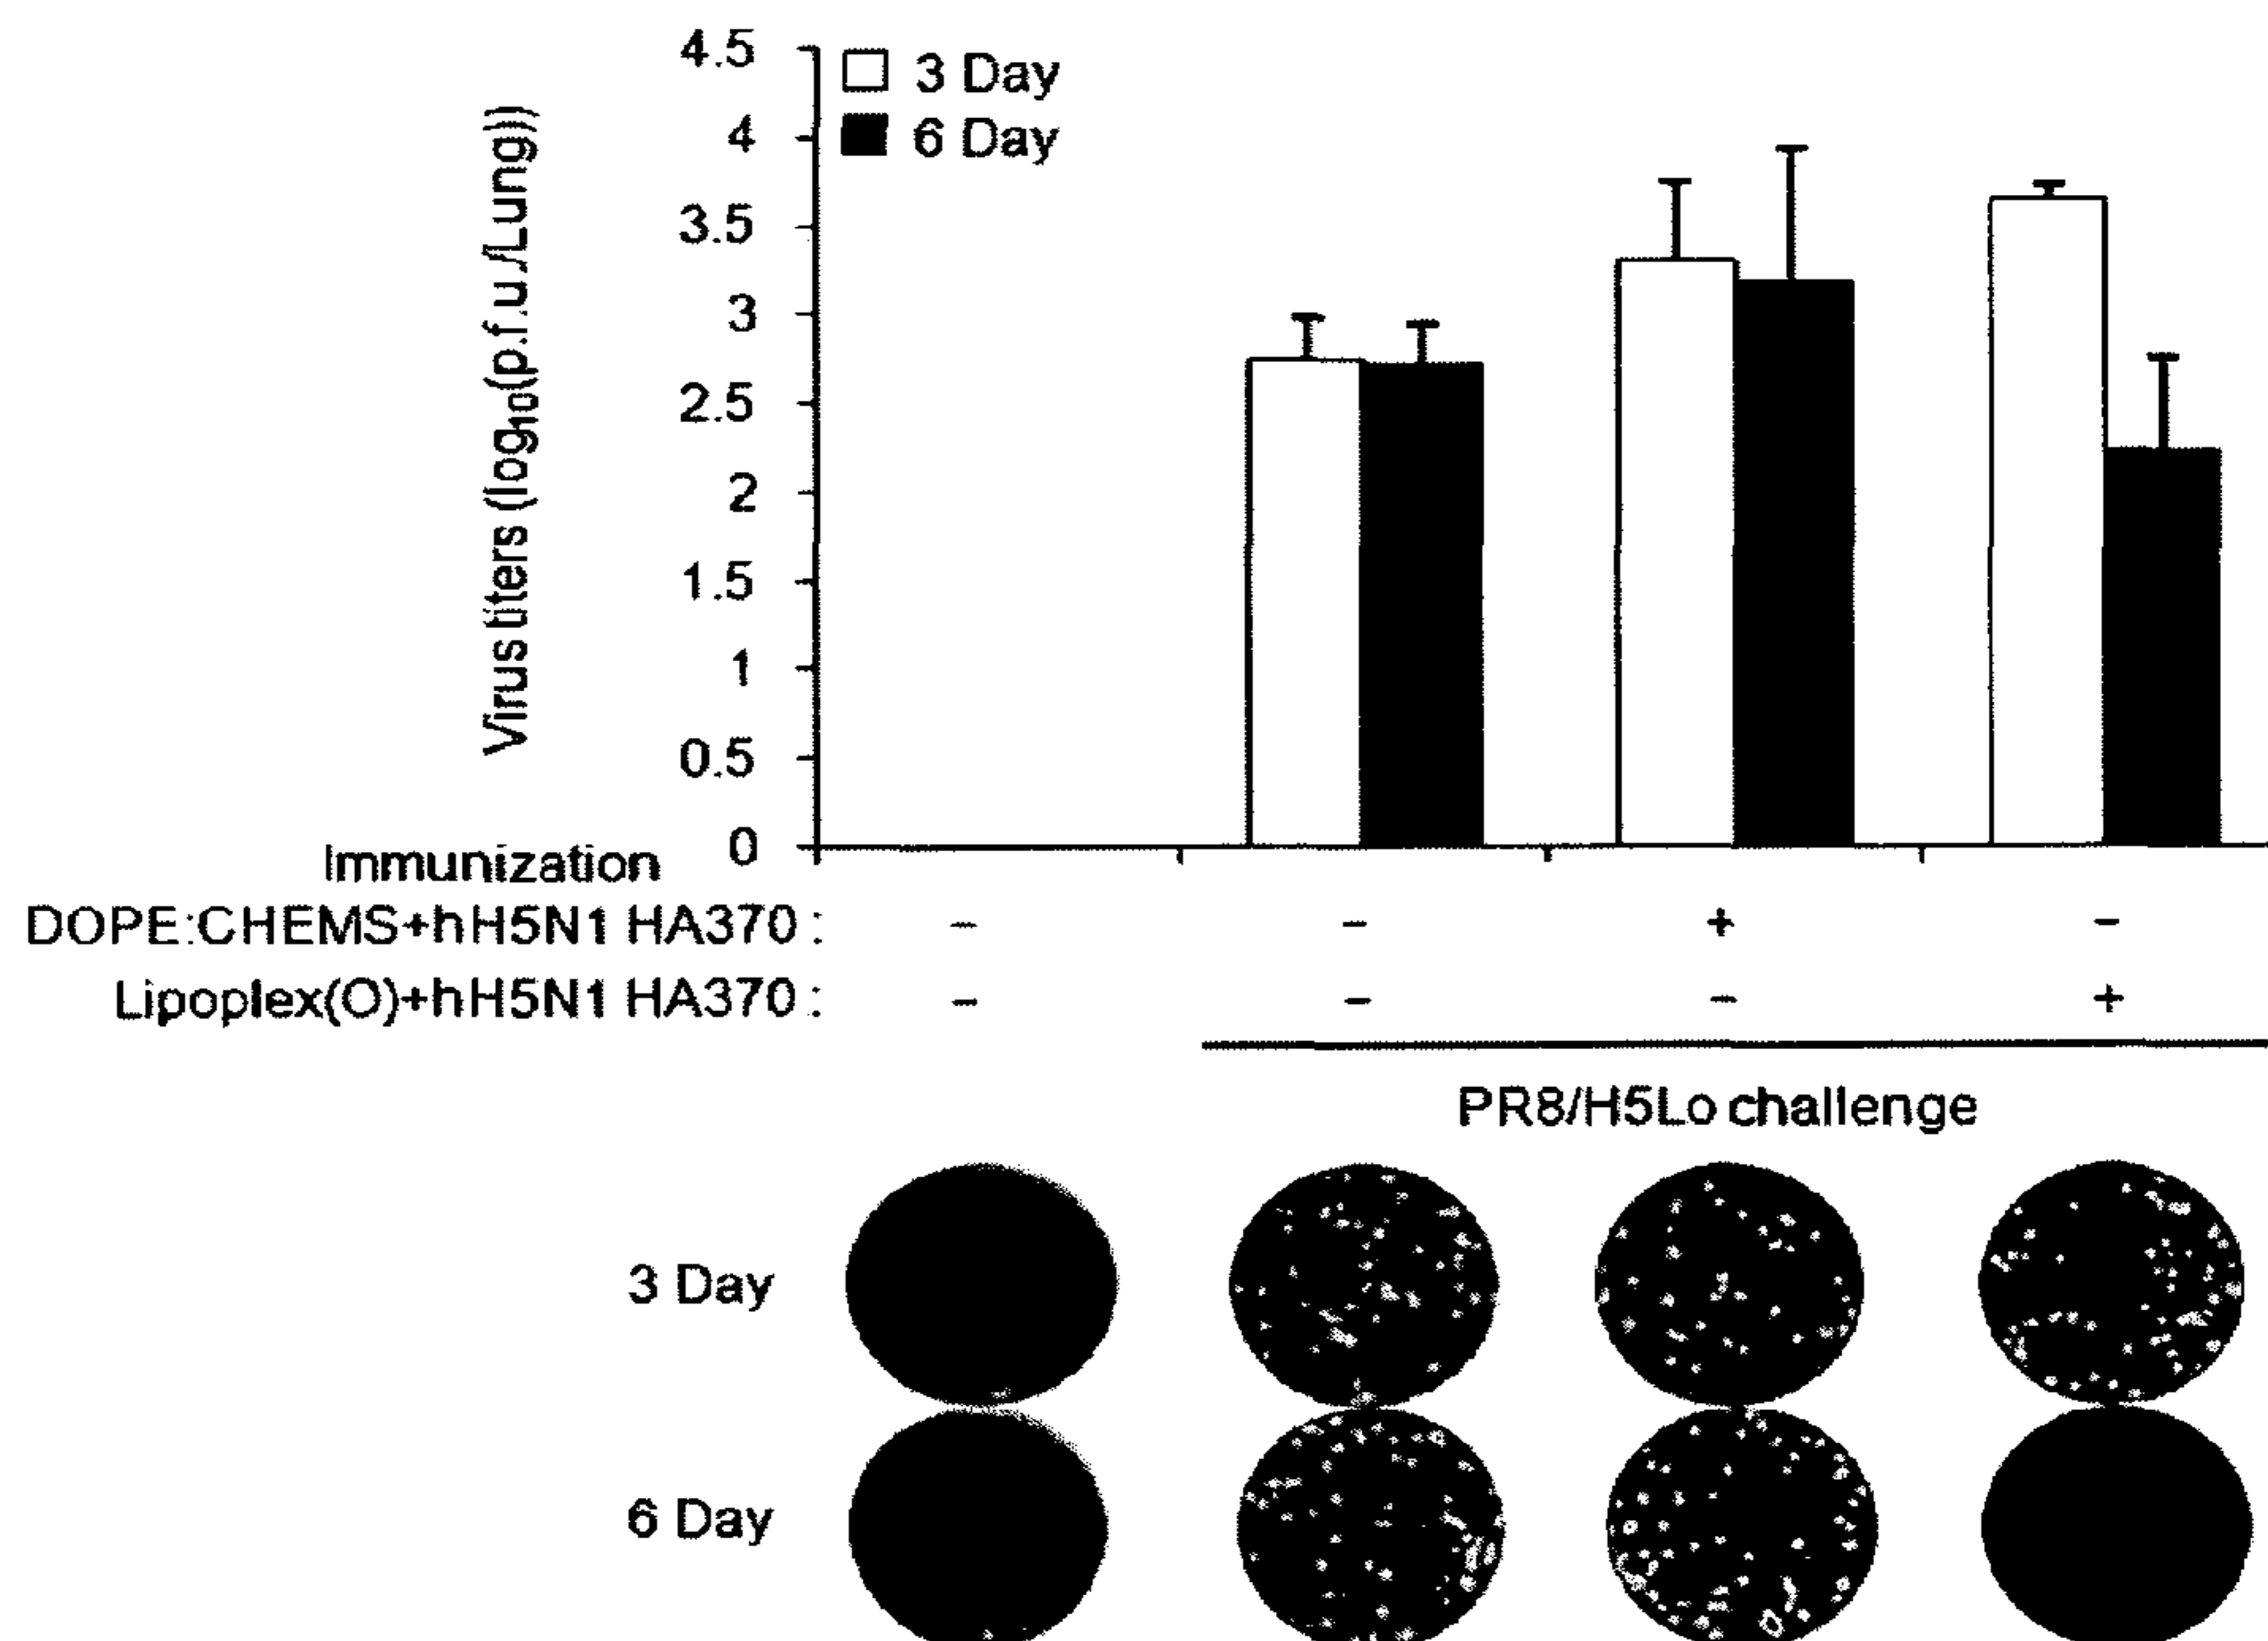 4.5
4
3.5
3
2.5
2
1.5
1
0.5
0
Virus titers (log10(p.f.u./Lung))
3 Day
6 Day
Immunization
DOPE:CHEMS+hH5N1 HA370 : − − + −
Lipoplex(O)+hH5N1 HA370 : − − − +
PR8/H5Lo challenge
3 Day
6 Day